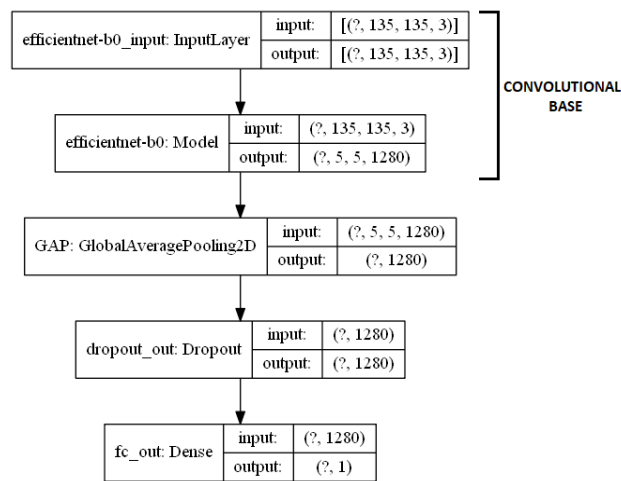 efficientnet-b0_input: InputLayer
input:
[(?, 135, 135, 3)]
output:
[(?, 135, 135, 3)]
CONVOLUTIONAL
BASE
efficientnet-b0: Model
input:
(?, 135, 135, 3)
output:
(?, 5, 5, 1280)
GAP: GlobalAveragePooling2D
input:
(?, 5, 5, 1280)
output:
(?, 1280)
dropout_out: Dropout
input:
(?, 1280)
output:
(?, 1280)
fc_out: Dense
input:
(?, 1280)
output:
(?, 1)